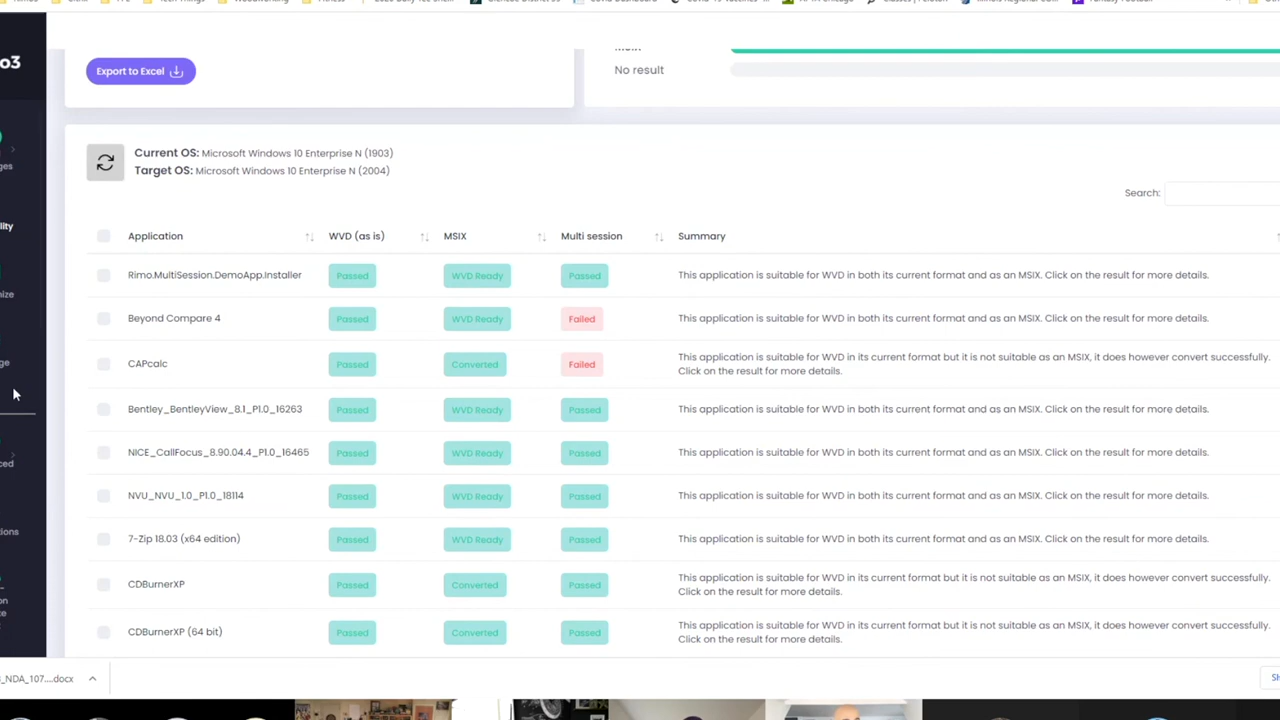 o3
Export to Excel
No result
Current OS: Microsoft Windows 10 Enterprise N (1903)
Target OS: Microsoft Windows 10 Enterprise N (2004)
Search:
Application WVD (as is) MSIX Multi session Summary
Rimo.MultiSession.DemoApp.Installer Passed WVD Ready Passed This application is suitable for WVD in both its current format and as an MSIX. Click on the result for more details.
Beyond Compare 4 Passed WVD Ready Failed This application is suitable for WVD in both its current format and as an MSIX. Click on the result for more details.
CAPcalc Passed Converted Failed This application is suitable for WVD in its current format but it is not suitable as an MSIX, it does however convert successfully.
Click on the result for more details.
Bentley_BentleyView_8.1_P1.0_16263 Passed WVD Ready Passed This application is suitable for WVD in both its current format and as an MSIX. Click on the result for more details.
NICE_CallFocus_8.90.04.4_P1.0_16465 Passed WVD Ready Passed This application is suitable for WVD in both its current format and as an MSIX. Click on the result for more details.
NVU_NVU_1.0_P1.0_18114 Passed WVD Ready Passed This application is suitable for WVD in both its current format and as an MSIX. Click on the result for more details.
7-Zip 18.03 (x64 edition) Passed WVD Ready Passed This application is suitable for WVD in both its current format and as an MSIX. Click on the result for more details.
CDBurnerXP Passed Converted Passed This application is suitable for WVD in its current format but it is not suitable as an MSIX, it does however convert successfully.
Click on the result for more details.
CDBurnerXP (64 bit) Passed Converted Passed This application is suitable for WVD in its current format but it is not suitable as an MSIX, it does however convert successfully.
Click on the result for more details.
_NDA_107....docx